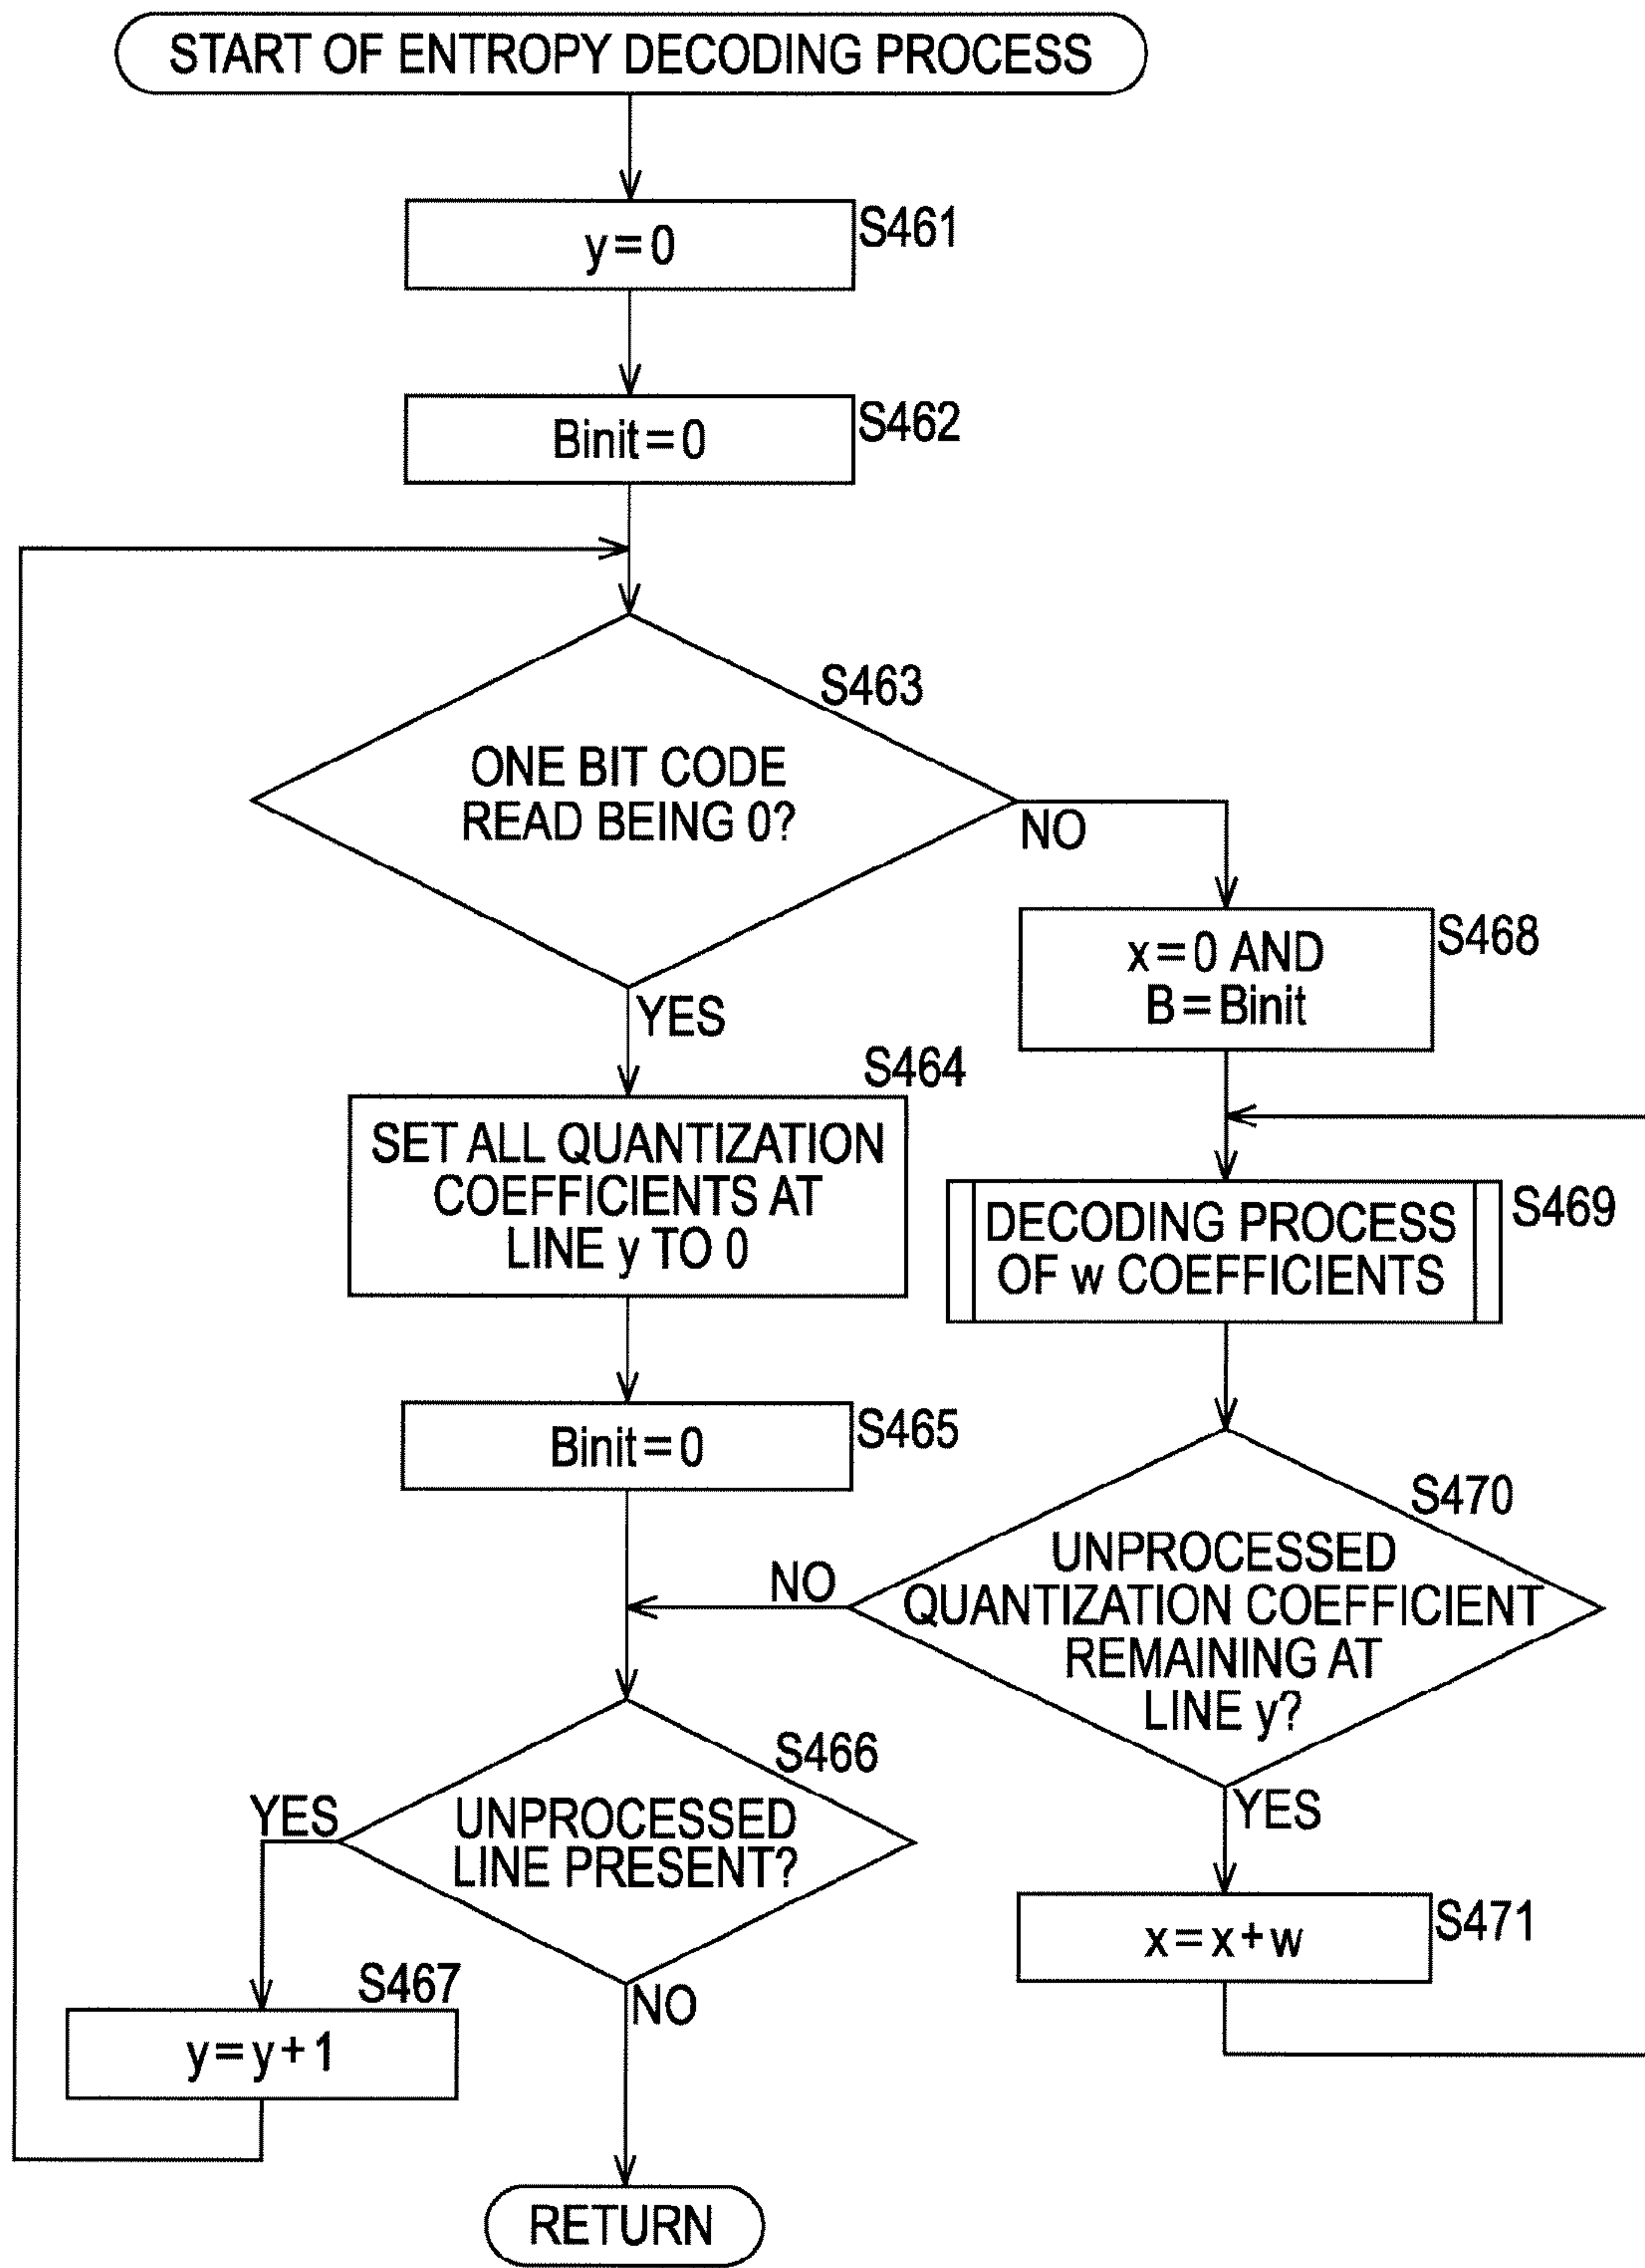 START OF ENTROPY DECODING PROCESS
y=0
S461
Binit=0
S462
S463
ONE BIT CODE
READ BEING 0?
NO
YES
x=0 AND
B=Binit
S468
S464
SET ALL QUANTIZATION
COEFFICIENTS AT
LINE y TO 0
DECODING PROCESS
OF w COEFFICIENTS
S469
Binit=0
S465
S470
UNPROCESSED
QUANTIZATION COEFFICIENT
REMAINING AT
LINE y?
NO
YES
S466
UNPROCESSED
LINE PRESENT?
YES
NO
x=x+w
S471
S467
y=y+1
RETURN